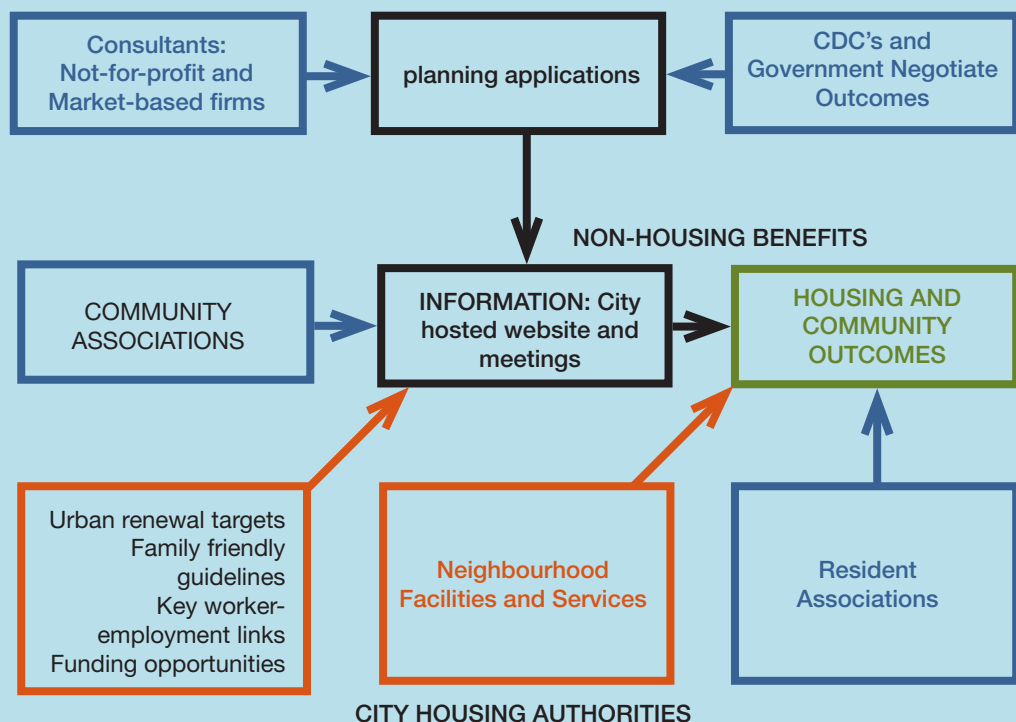 Consultants:
Not-for-profit and
Market-based firms
planning applications
CDC's and
Government Negotiate
Outcomes
NON-HOUSING BENEFITS
COMMUNITY
ASSOCIATIONS
INFORMATION: City
hosted website and
meetings
HOUSING AND
COMMUNITY
OUTCOMES
Urban renewal targets
Family friendly
guidelines
Key worker-
employment links
Funding opportunities
Neighbourhood
Facilities and Services
Resident
Associations
CITY HOUSING AUTHORITIES